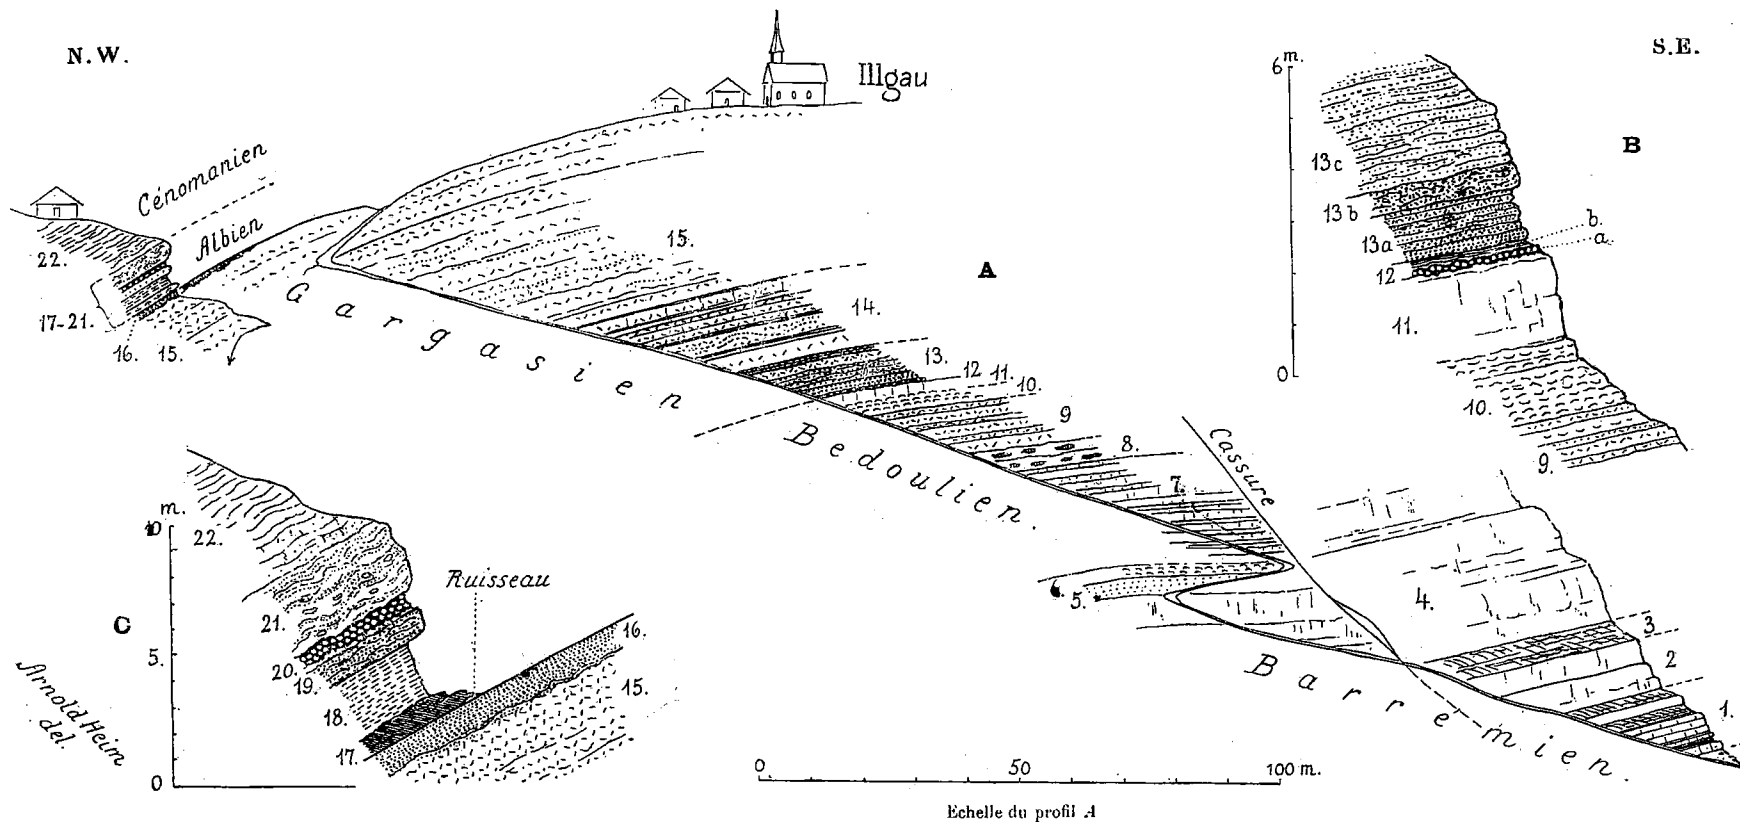 N.W.
S.E.
Illgau
Cénomanien
Albien
22.
17-21.
16.
15.
Gargasien
15.
A
14.
13.
12
11.
10.
9
8.
7.
Bedoulien.
Cassure
6.
5.
4.
3
2
1.
Barrémien.
6 m.
0
B
13c
13b
13a
b.
a.
12
11.
10.
9.
C
10 m.
5.
0
22.
21.
20.
19.
18.
17.
Ruisseau
16.
15.
Arnold Heim
del.
0 50 100 m.
Echelle du profil A